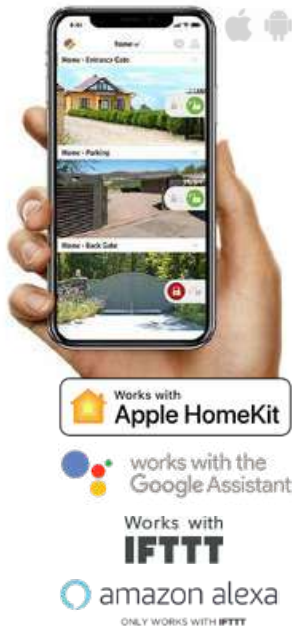 Home
Home - Entrance Gate
Home - Parking
Home - Back Gate
Works with
Apple HomeKit
works with the
Google Assistant
Works with
IFTTT
amazon alexa
ONLY WORKS WITH IFTTT